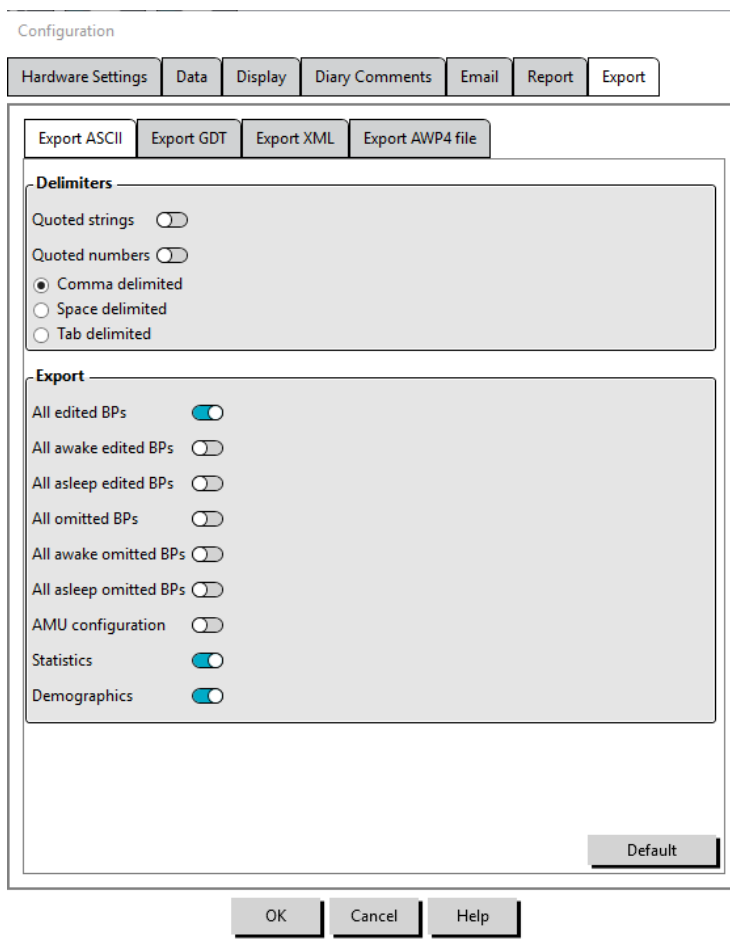 Configuration
Hardware Settings Data Display Diary Comments Email Report Export
Export ASCII Export GDT Export XML Export AWP4 file
Delimiters
Quoted strings
Quoted numbers
Comma delimited
Space delimited
Tab delimited
Export
All edited BPs
All awake edited BPs
All asleep edited BPs
All omitted BPs
All awake omitted BPs
All asleep omitted BPs
AMU configuration
Statistics
Demographics
Default
OK Cancel Help